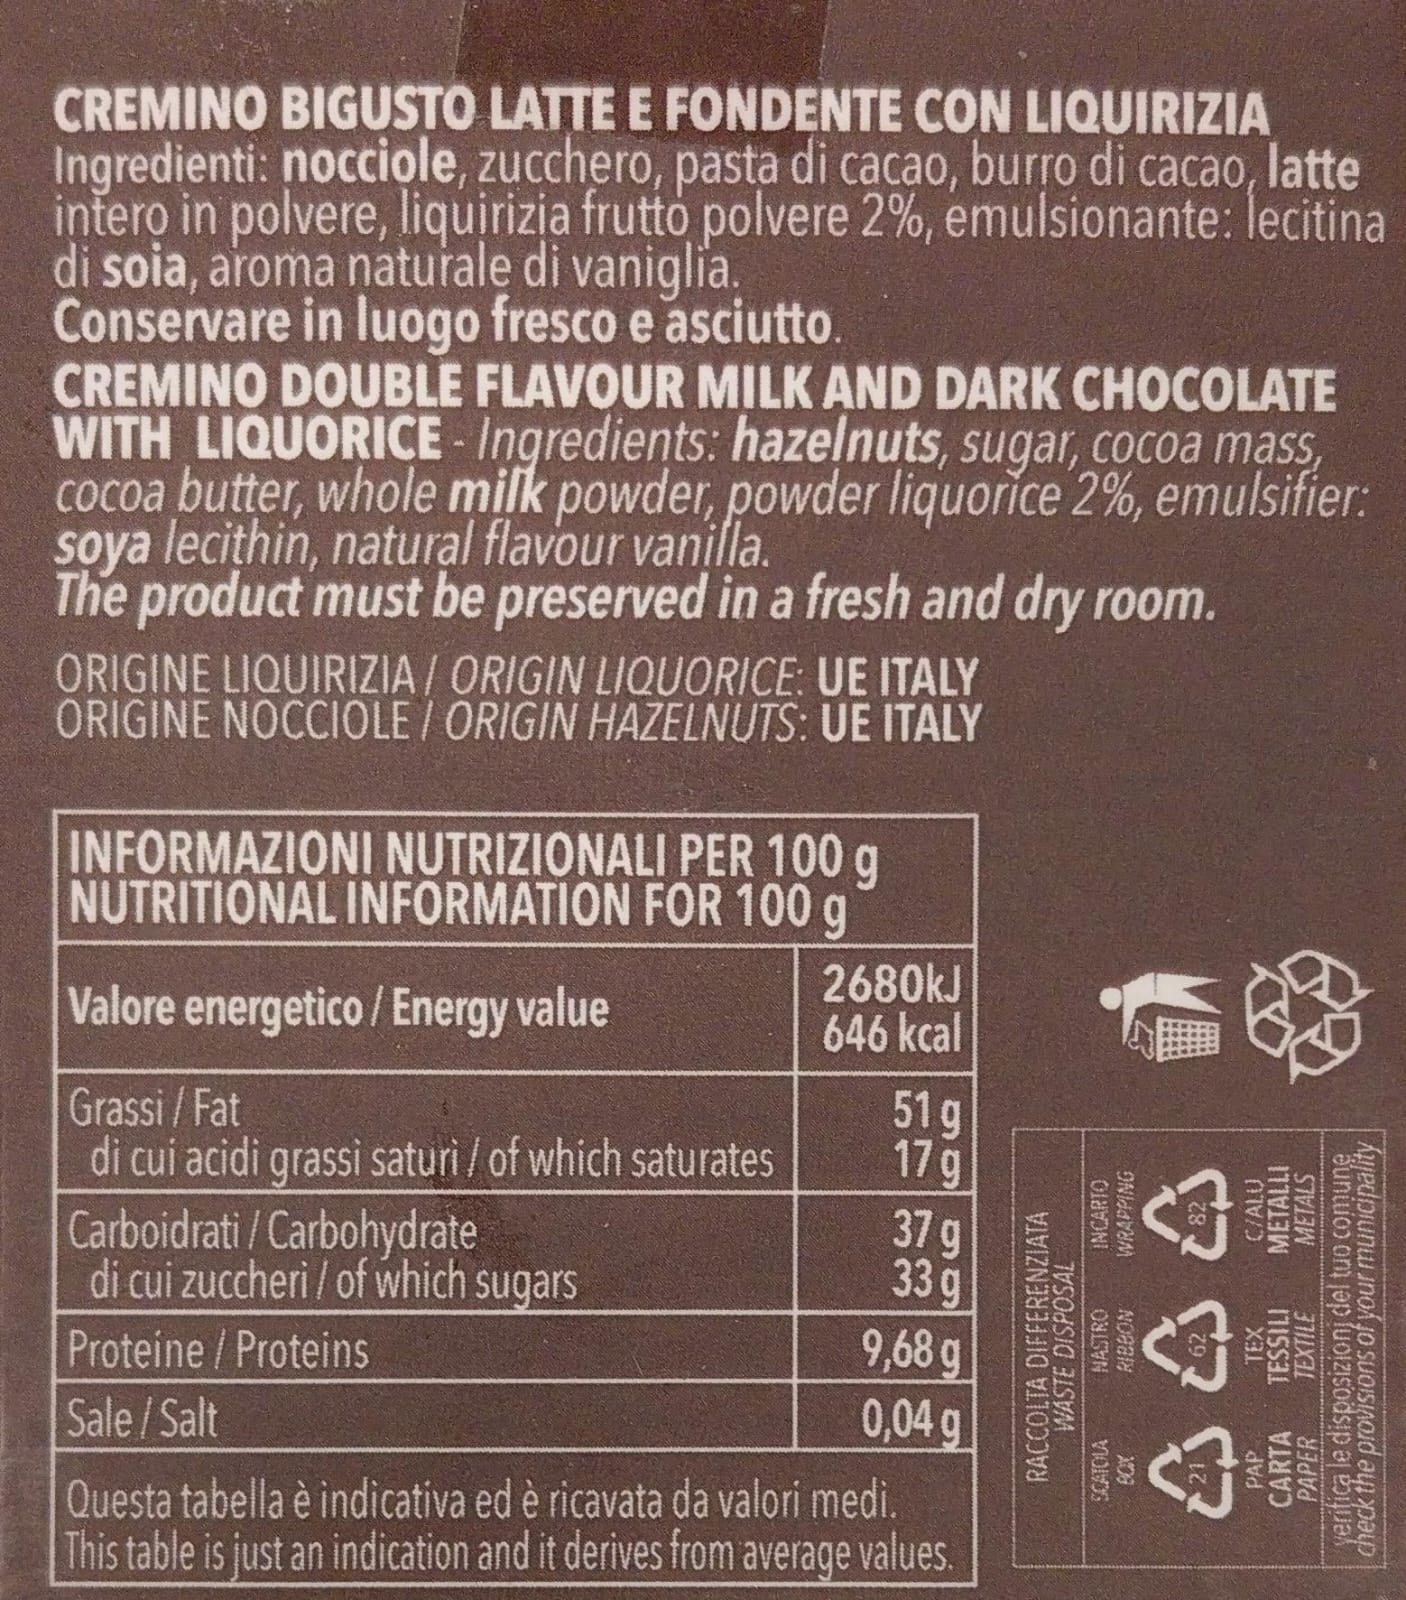 CREMINO BIGUSTO LATTE E FONDENTE CON LIQUIRIZIA
Ingredienti: nocciole, zucchero, pasta di cacao, burro di cacao, latte
intero in polvere, liquirizia frutto polvere 2%, emulsionante: lecitina
di soia, aroma naturale di vaniglia.
Conservare in luogo fresco e asciutto.
CREMINO DOUBLE FLAVOUR MILK AND DARK CHOCOLATE
WITH LIQUORICE - Ingredients: hazelnuts, sugar, cocoa mass,
cocoa butter, whole milk powder, powder liquorice 2%, emulsifier:
soya lecithin, natural flavour vanilla.
The product must be preserved in a fresh and dry room.
ORIGINE LIQUIRIZIA / ORIGIN LIQUORICE: UE ITALY
ORIGINE NOCCIOLE / ORIGIN HAZELNUTS: UE ITALY
INFORMAZIONI NUTRIZIONALI PER 100 g
NUTRITIONAL INFORMATION FOR 100 g
Valore energetico / Energy value 2680kJ
646 kcal
Grassi / Fat 51 g
di cui acidi grassi saturi / of which saturates 17 g
Carboidrati / Carbohydrate 37 g
di cui zuccheri / of which sugars 33 g
Proteine / Proteins 9,68 g
Sale / Salt 0,04 g
Questa tabella è indicativa ed è ricavata da valori medi.
This table is just an indication and it derives from average values.
RACCOLTA DIFFERENZIATA
WASTE DISPOSAL
SCATOLA NASTRO INCARTO
BOX RIBBON WRAPPING
21 62 82
PAP TEX C/ALU
CARTA TESSILI METALLI
PAPER TEXTILE METALS
verifica le disposizioni del tuo comune
check the provisions of your municipality